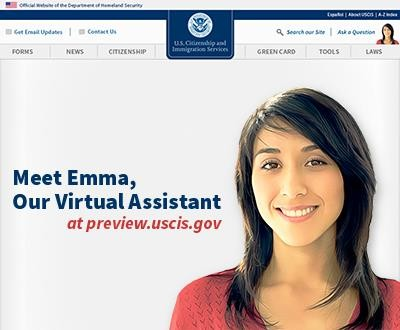 Official Website of the Department of Homeland Security
Español | About USCIS | A-Z Index
Get Email Updates | Contact Us
Search our Site | Ask a Question
U.S. Citizenship and
Immigration Services
FORMS NEWS CITIZENSHIP GREEN CARD TOOLS LAWS
Meet Emma,
Our Virtual Assistant
at preview.uscis.gov